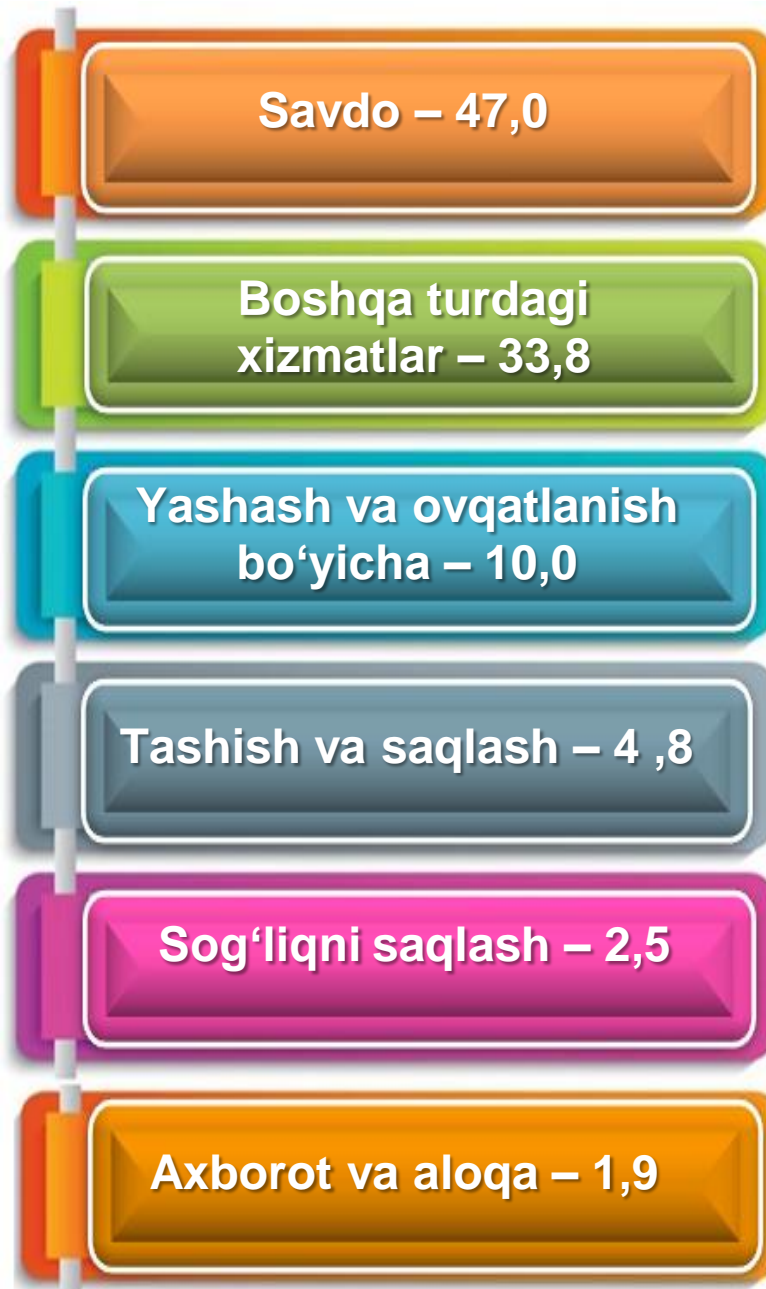 Savdo – 47,0
Boshqa turdagi
xizmatlar – 33,8
Yashash va ovqatlanish
bo‘yicha – 10,0
Tashish va saqlash – 4 ,8
Sog‘liqni saqlash – 2,5
Axborot va aloqa – 1,9